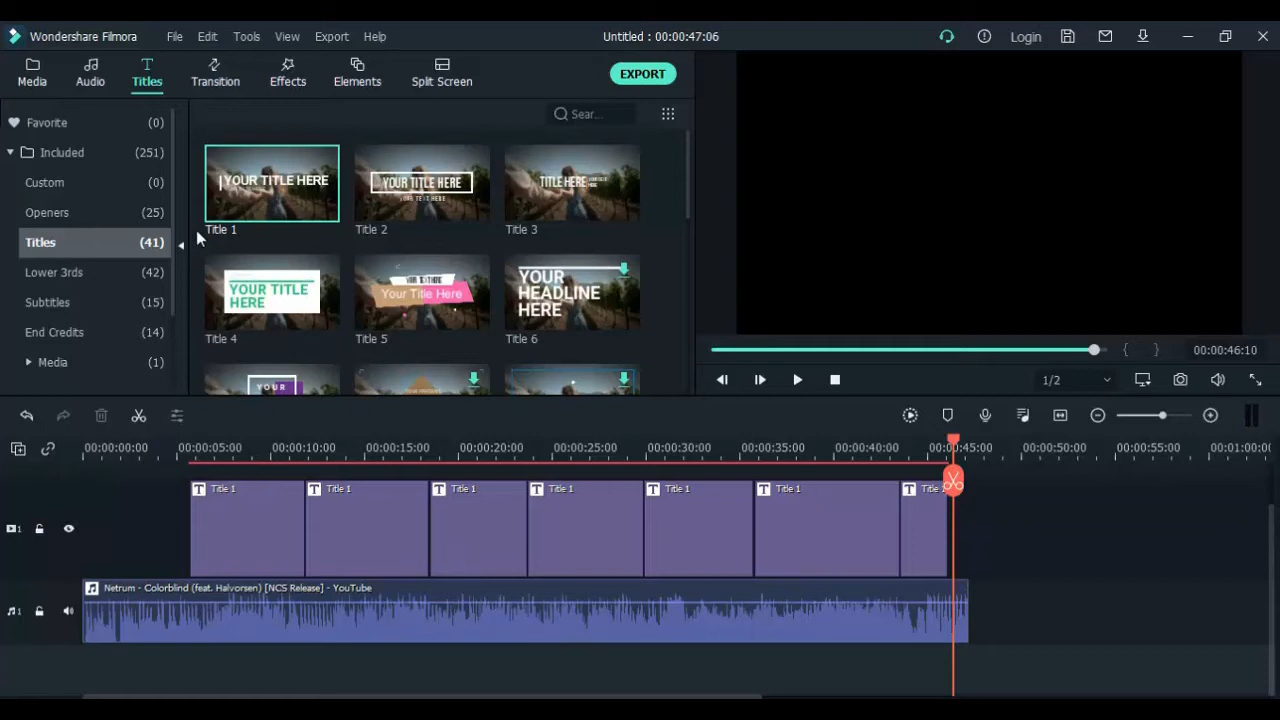 Wondershare Filmora File Edit Tools View Export Help Untitled : 00:00:47:06 Login
Media Audio Titles Transition Effects Elements Split Screen EXPORT
Favorite (0)
Included (251)
Custom (0)
Openers (25)
Titles (41)
Lower 3rds (42)
Subtitles (15)
End Credits (14)
Media (1)
Sear...
YOUR TITLE HERE
Title 1
YOUR TITLE HERE
YOUR TEXT HERE
Title 2
TITLE HERE
Title 3
YOUR TITLE
HERE
Title 4
Your Title Here
Title 5
YOUR
HEADLINE
HERE
Title 6
YOUR
{ } 00:00:46:10
1/2
00:00:00:00 00:00:05:00 00:00:10:00 00:00:15:00 00:00:20:00 00:00:25:00 00:00:30:00 00:00:35:00 00:00:40:00 00:00:45:00 00:00:50:00 00:00:55:00 00:01:00:00
T Title 1 T Title 1 T Title 1 T Title 1 T Title 1 T Title 1 T Title
1
Netrum - Colorblind (feat. Halvorsen) [NCS Release] - YouTube
1